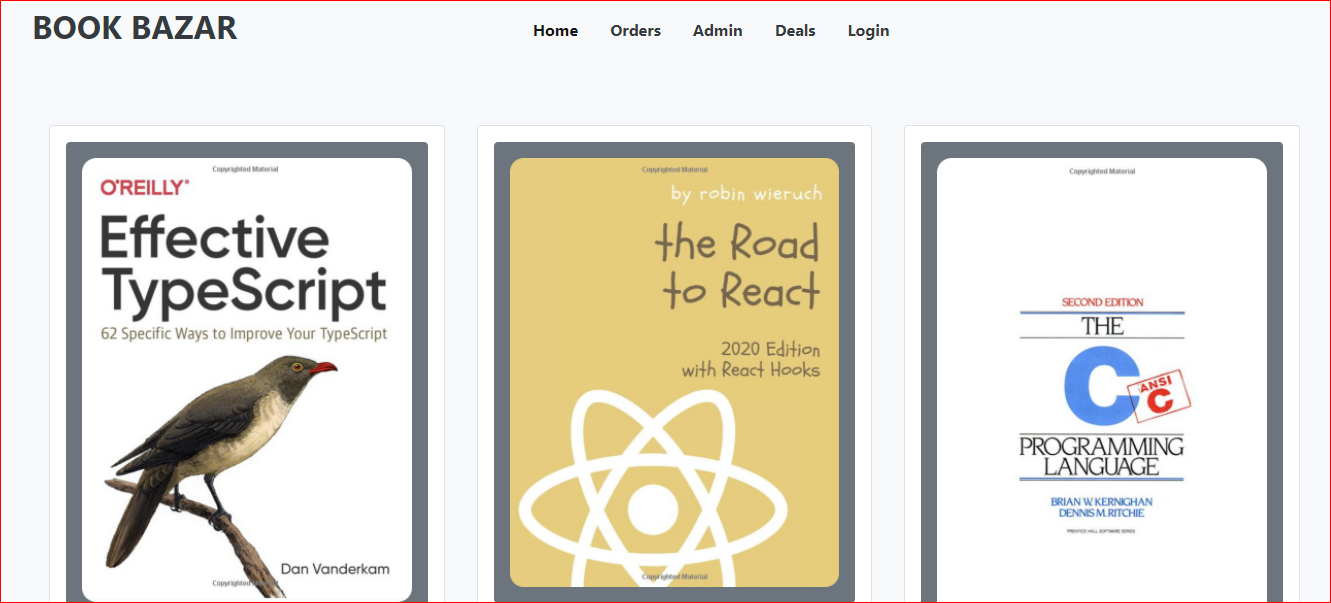 BOOK BAZAR
Home Orders Admin Deals Login
Copyrighted Material
O'REILLY®
Effective
TypeScript
62 Specific Ways to Improve Your TypeScript
Dan Vanderkam
Copyrighted Material
Copyrighted Material
by robin wieruch
the Road
to React
2020 Edition
with React Hooks
Copyrighted Material
Copyrighted Material
SECOND EDITION
THE
C
ANSI
C
PROGRAMMING
LANGUAGE
BRIAN W. KERNIGHAN
DENNIS M. RITCHIE
PRENTICE HALL SOFTWARE SERIES